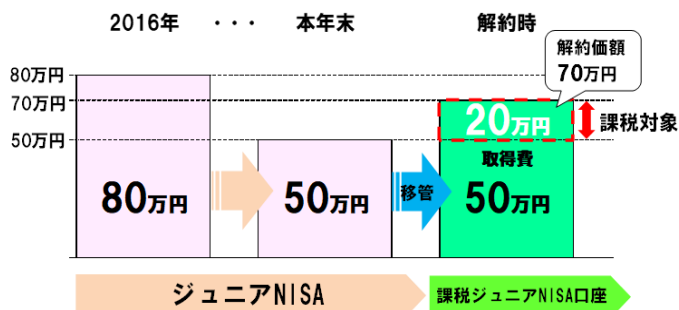 2016年 ・・・ 本年末 解約時
解約価額
70万円
80万円
70万円
50万円
20万円
課税対象
取得費
80万円
50万円
移管
50万円
ジュニアNISA
課税ジュニアNISA口座